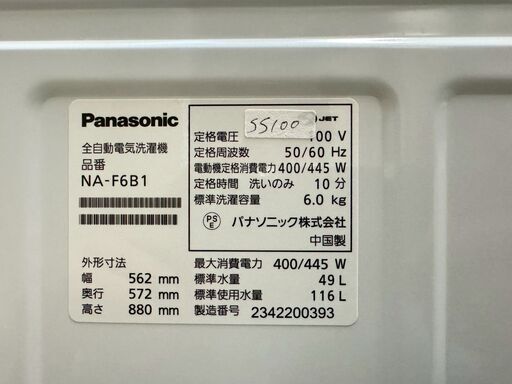 Panasonic
全自動電気洗濯機
品番
NA-F6B1
外形寸法
幅 562 mm
奥行 572 mm
高さ 880 mm
SS100
JET
定格電圧 100 V
定格周波数 50/60 Hz
電動機定格消費電力 400/445 W
定格時間 洗いのみ 10 分
標準洗濯容量 6.0 kg
PS
E
パナソニック株式会社
中国製
最大消費電力 400/445 W
標準水量 49 L
標準使用水量 116 L
製造番号 2342200393